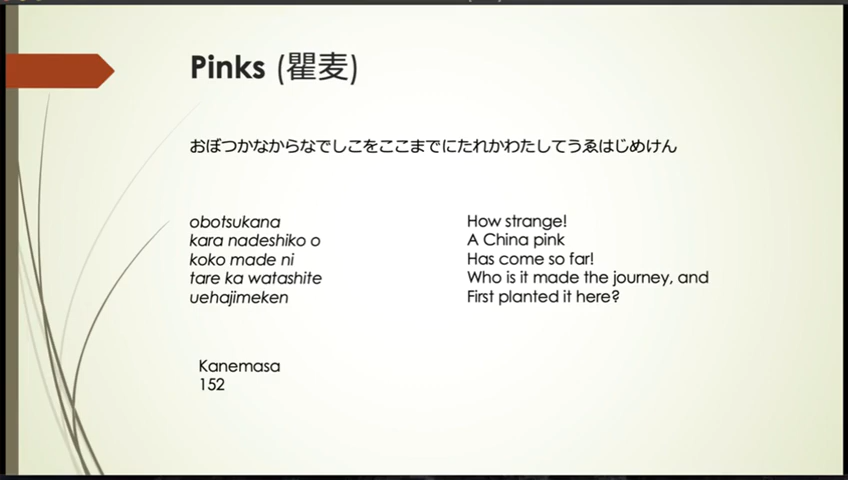 Pinks (瞿麦)
おぼつかなからなでしこをここまでにたれかわたしてうゑはじめけん
obotsukana
kara nadeshiko o
koko made ni
tare ka watashite
uehajimeken
How strange!
A China pink
Has come so far!
Who is it made the journey, and
First planted it here?
Kanemasa
152